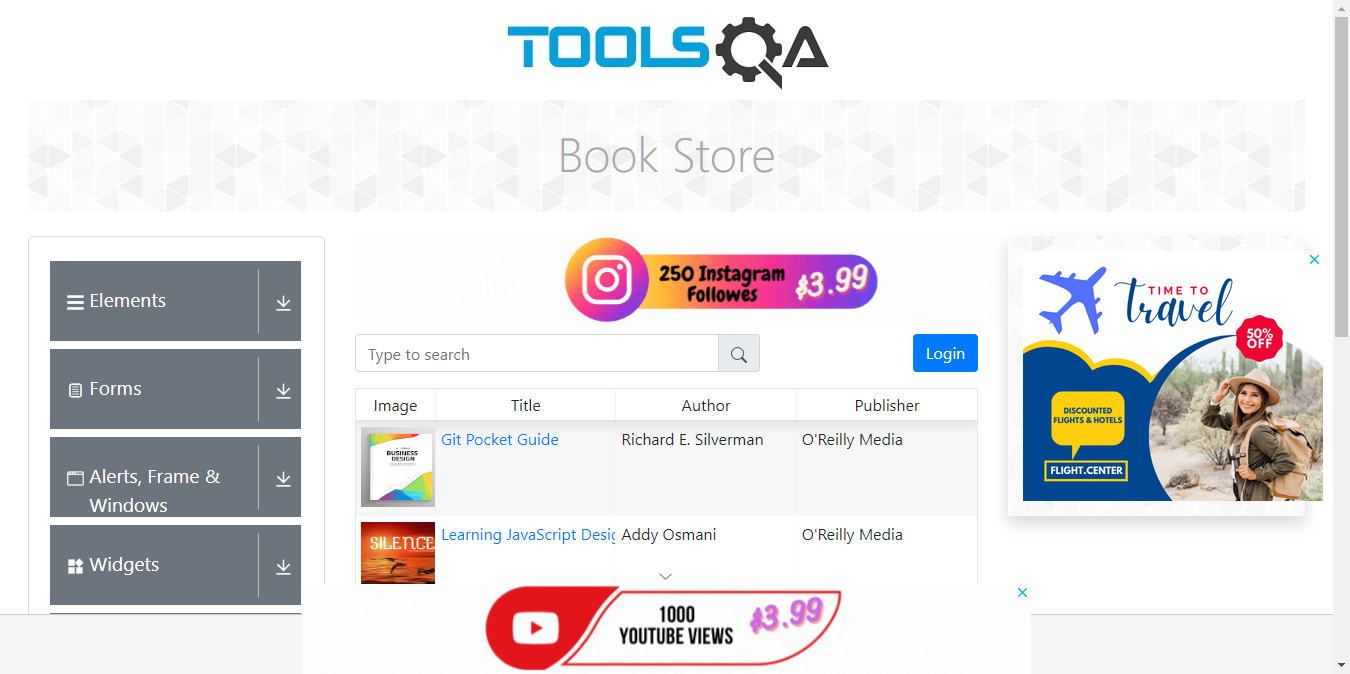 TOOLSQA
Book Store
Elements
Forms
Alerts, Frame &
Windows
Widgets
250 Instagram
Followes
$3.99
Type to search
Login
Image Title Author Publisher
BUSINESS
DESIGN
Git Pocket Guide Richard E. Silverman O'Reilly Media
SILENCE
Learning JavaScript Desig Addy Osmani O'Reilly Media
TIME TO
travel
50%
OFF
DISCOUNTED
FLIGHTS & HOTELS
FLIGHT.CENTER
1000
YOUTUBE VIEWS
$3.99